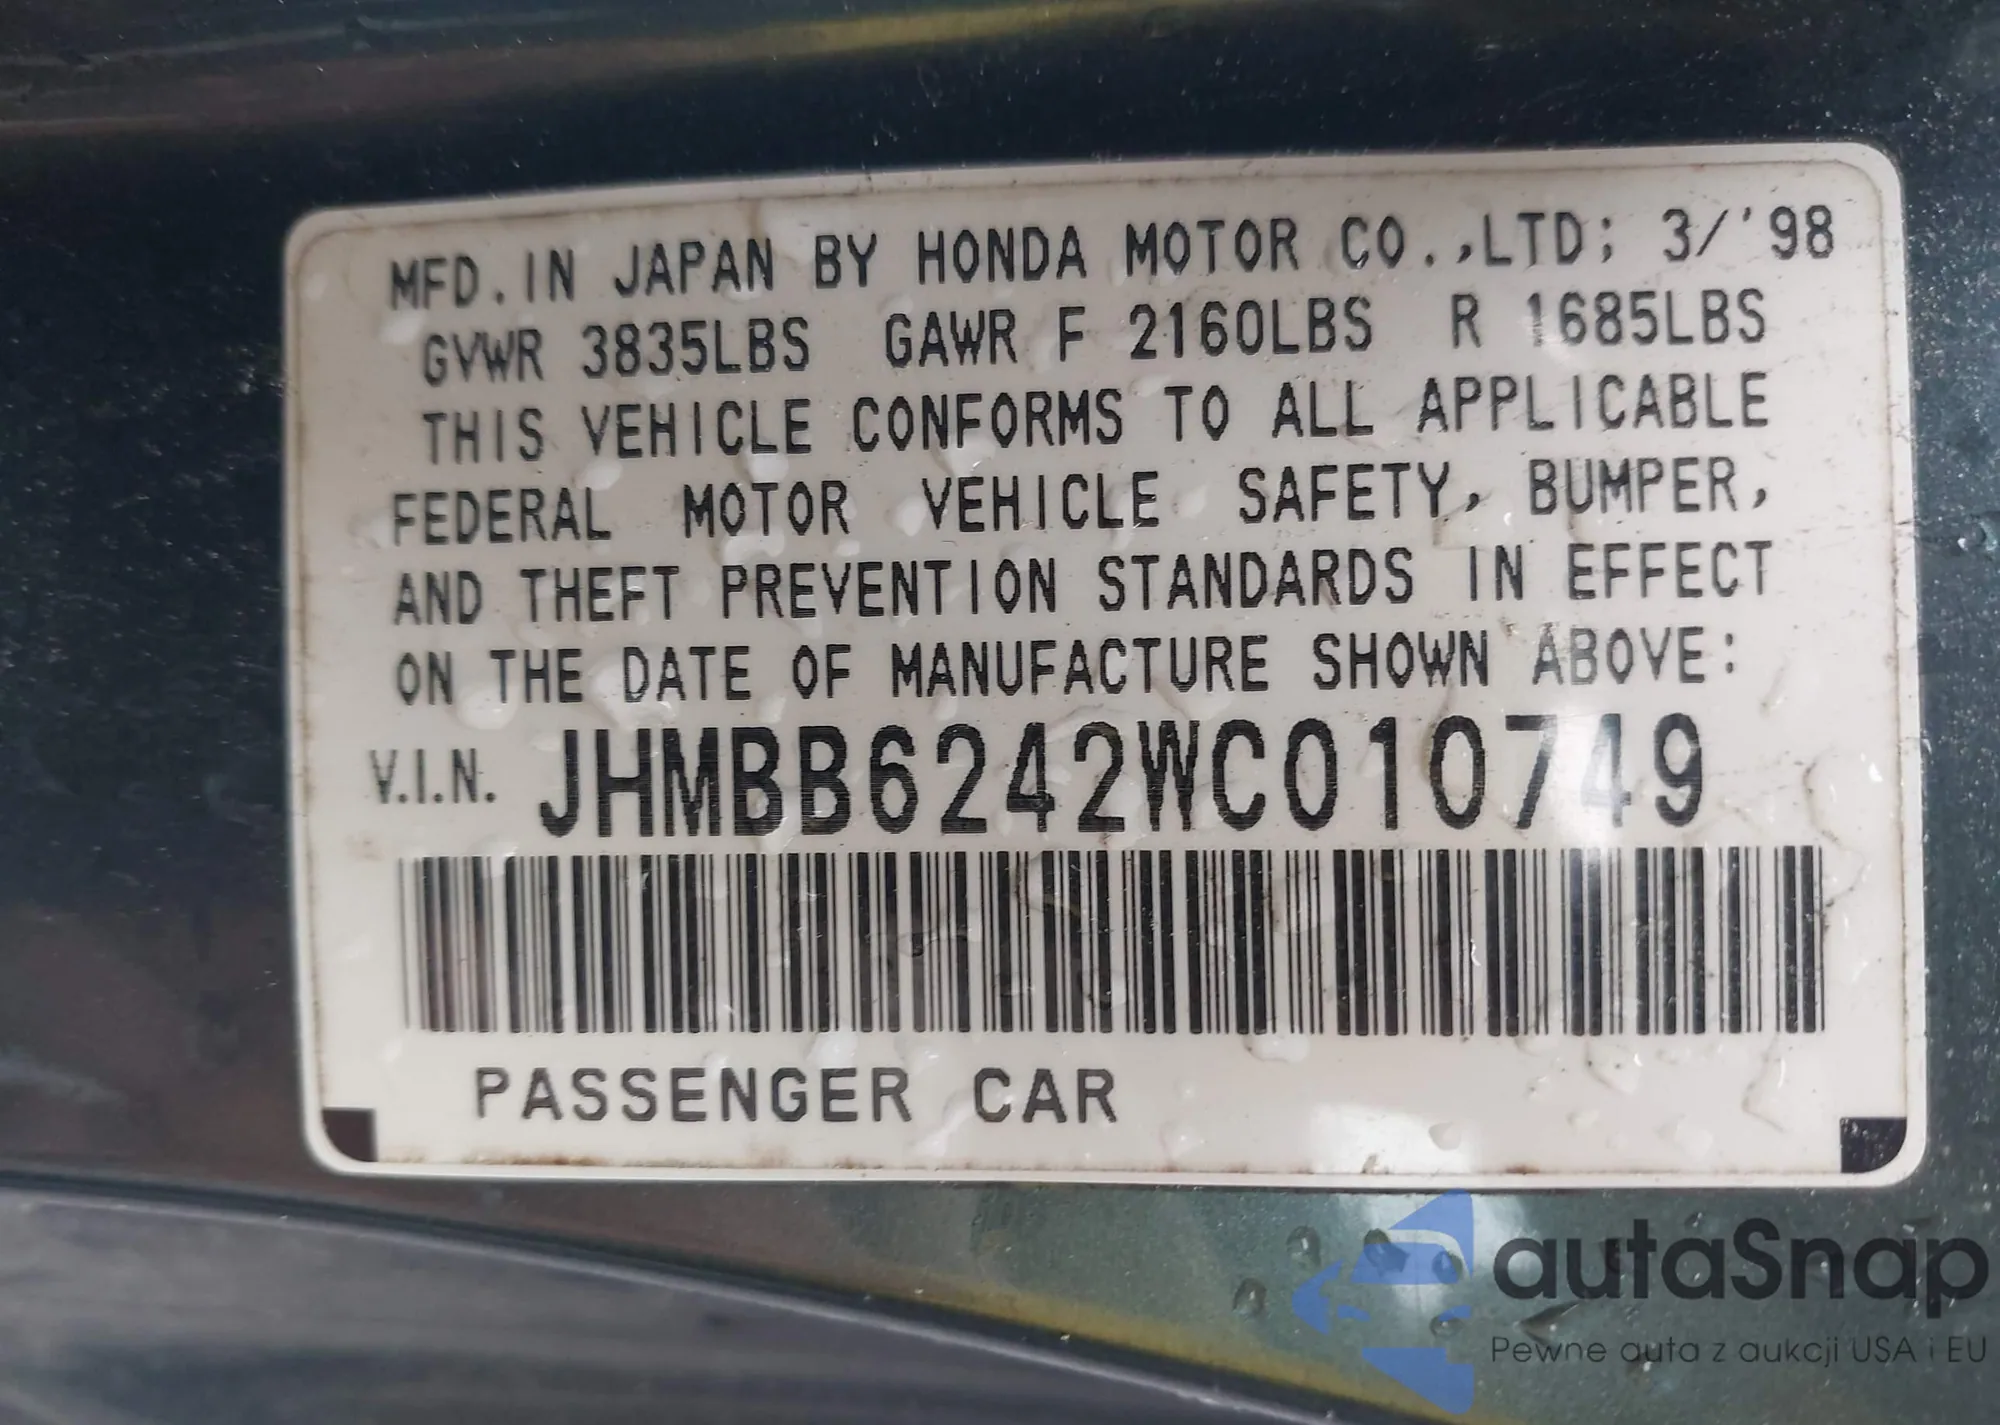 MFD. IN JAPAN BY HONDA MOTOR CO.,LTD; 3/'98
GVWR 3835LBS GAWR F 2160LBS R 1685LBS
THIS VEHICLE CONFORMS TO ALL APPLICABLE
FEDERAL MOTOR VEHICLE SAFETY, BUMPER,
AND THEFT PREVENTION STANDARDS IN EFFECT
ON THE DATE OF MANUFACTURE SHOWN ABOVE:
V.I.N. JHMBB6242WC010749
PASSENGER CAR
autaSnap
Pewne auta z aukcji USA i EU